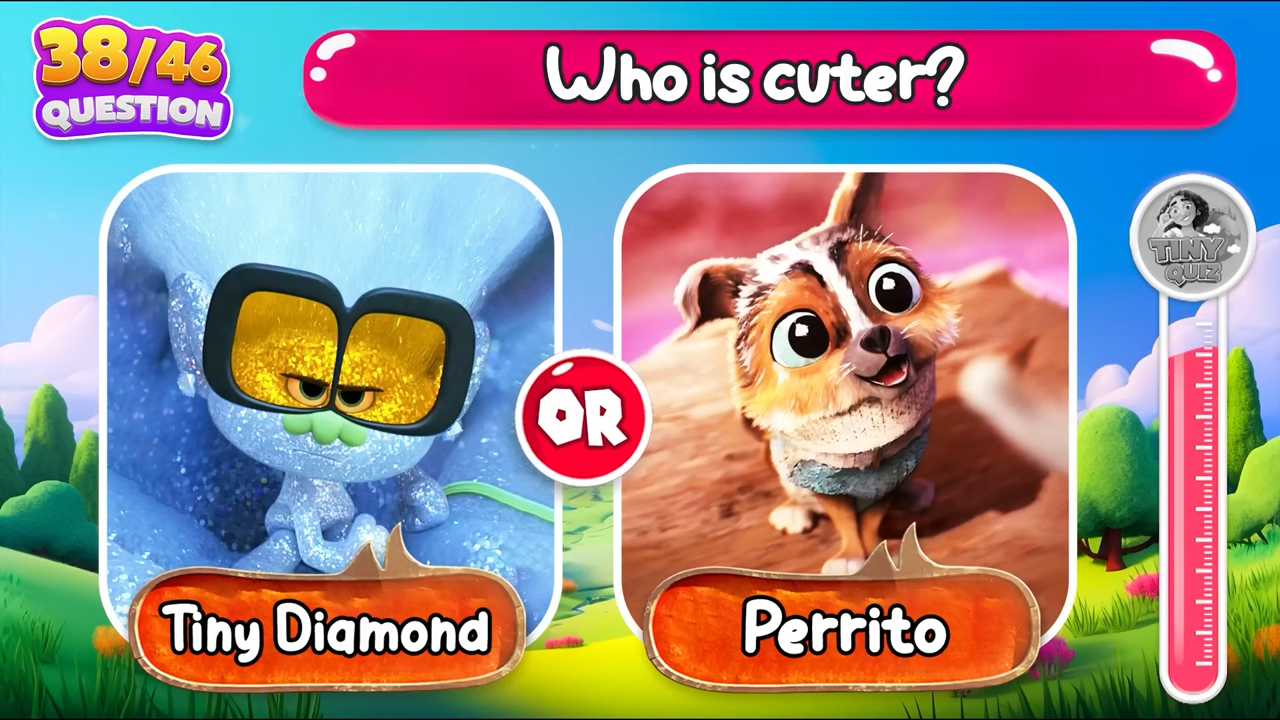 38/46
QUESTION
Who is cuter?
TINY
QUIZ
OR
Tiny Diamond
Perrito